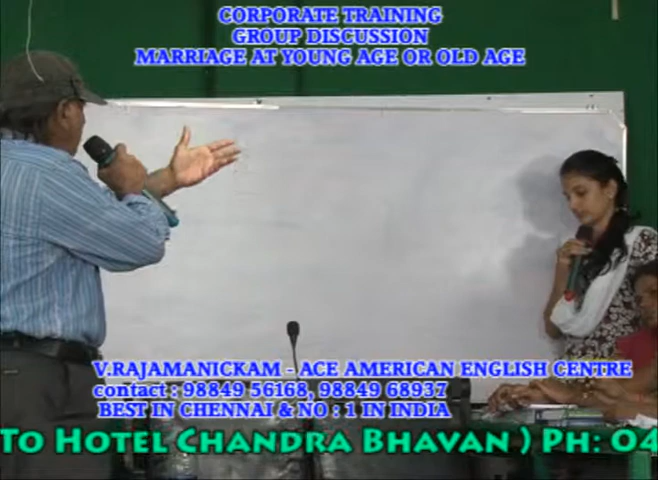 CORPORATE TRAINING
GROUP DISCUSSION
MARRIAGE AT YOUNG AGE OR OLD AGE
V.RAJAMANICKAM - ACE AMERICAN ENGLISH CENTRE
contact : 98849 56168, 98849 68937
BEST IN CHENNAI & NO : 1 IN INDIA
To Hotel Chandra Bhavan ) Ph: 04